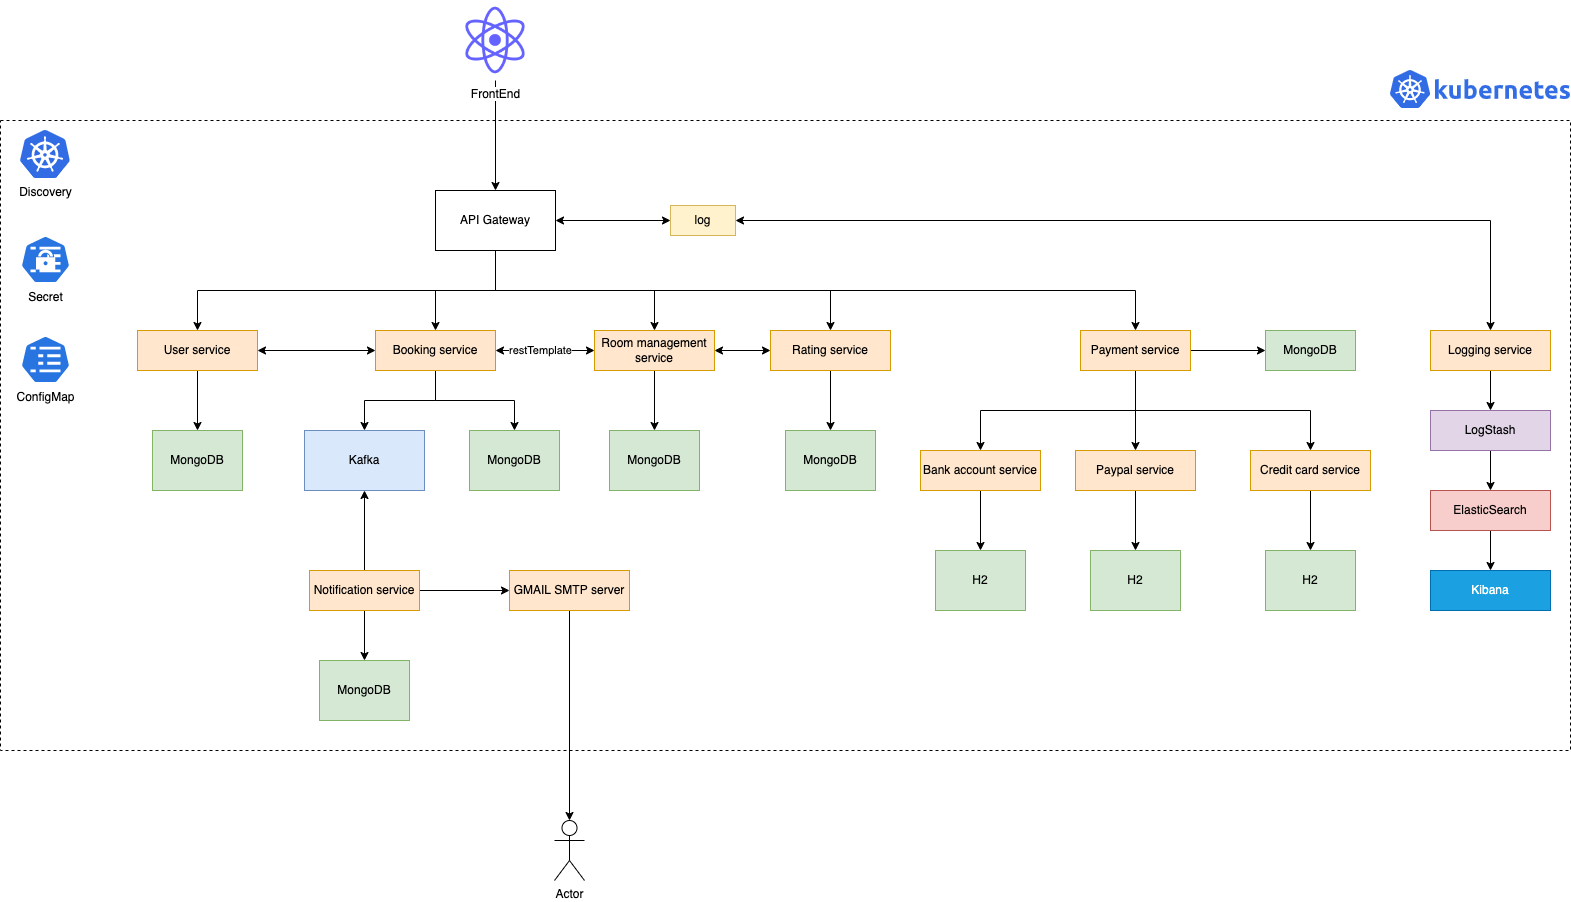 FrontEnd
kubernetes
Discovery
API Gateway
log
Secret
User service
Booking service
restTemplate
Room management
service
Rating service
Payment service
MongoDB
Logging service
ConfigMap
MongoDB
Kafka
MongoDB
MongoDB
MongoDB
Bank account service
Paypal service
Credit card service
LogStash
ElasticSearch
Notification service
GMAIL SMTP server
H2
H2
H2
Kibana
MongoDB
Actor